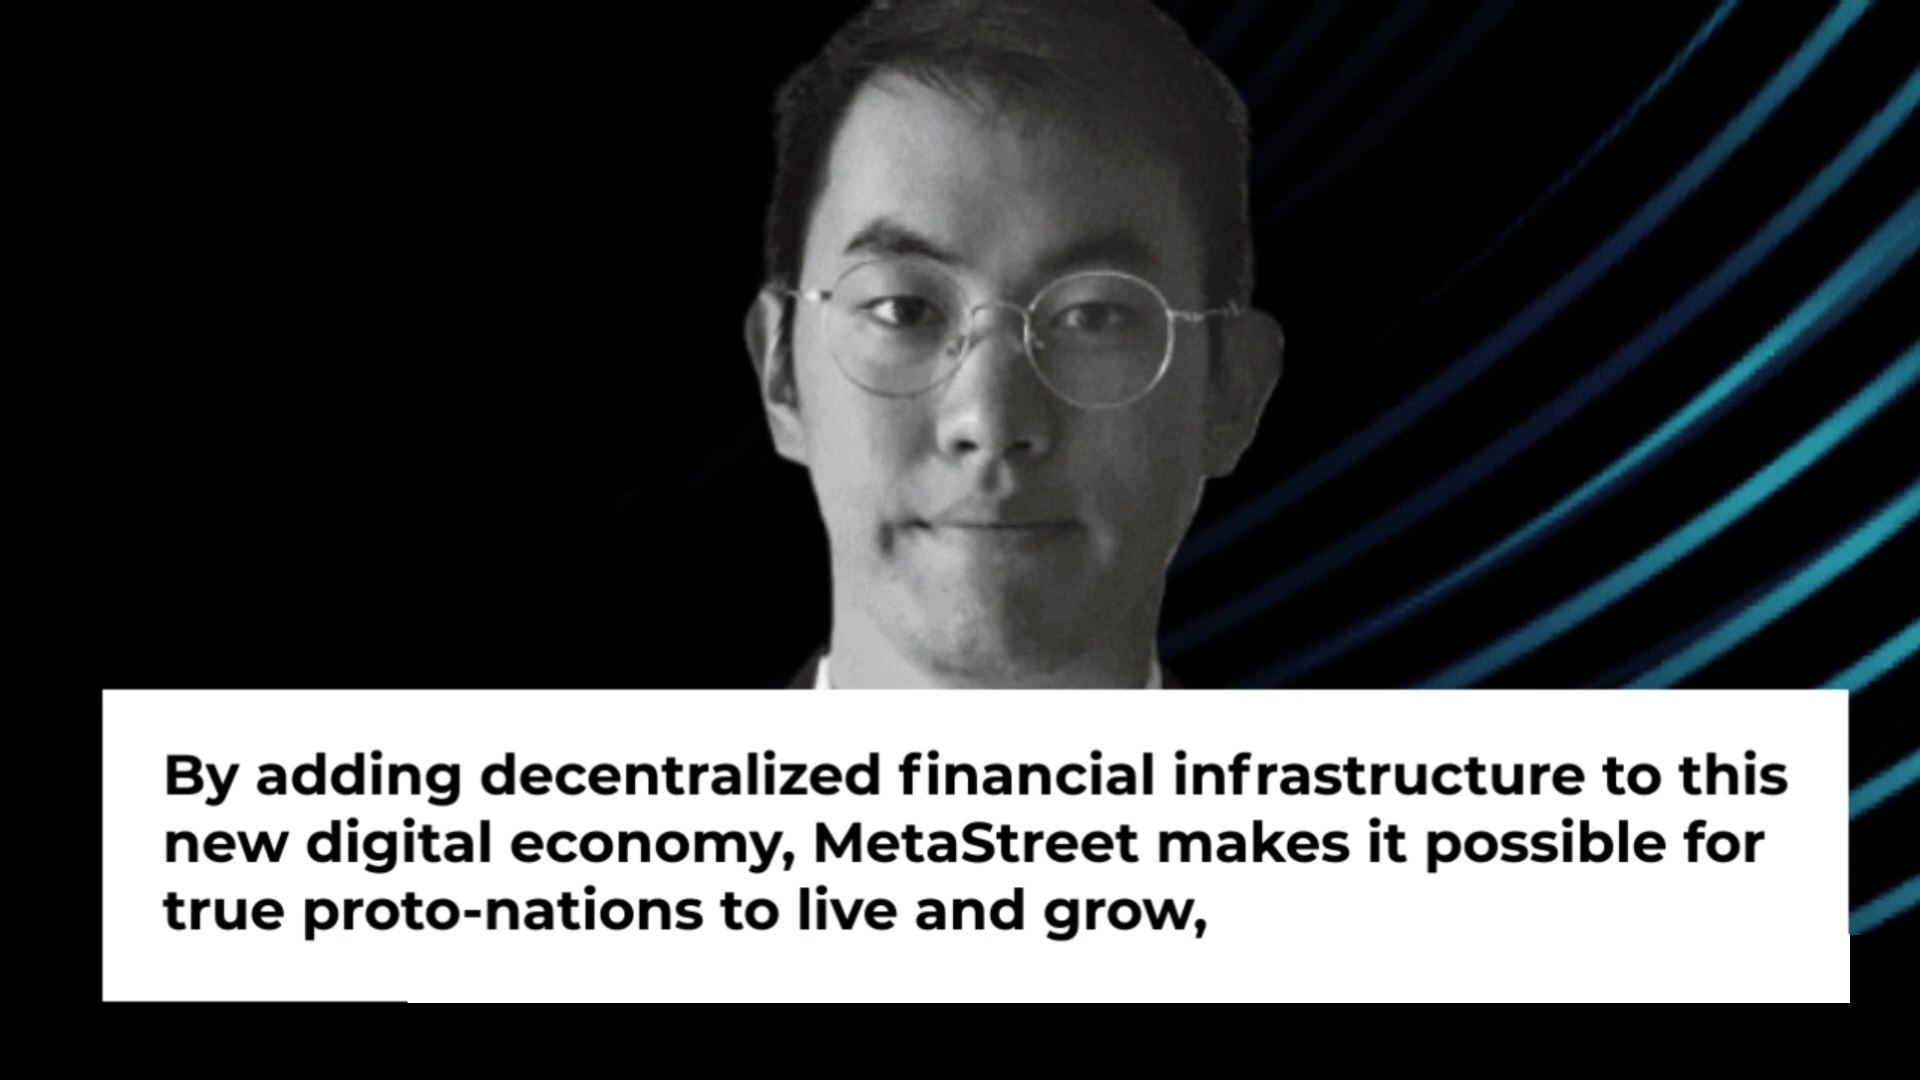 By adding decentralized financial infrastructure to this
new digital economy, MetaStreet makes it possible for
true proto-nations to live and grow,